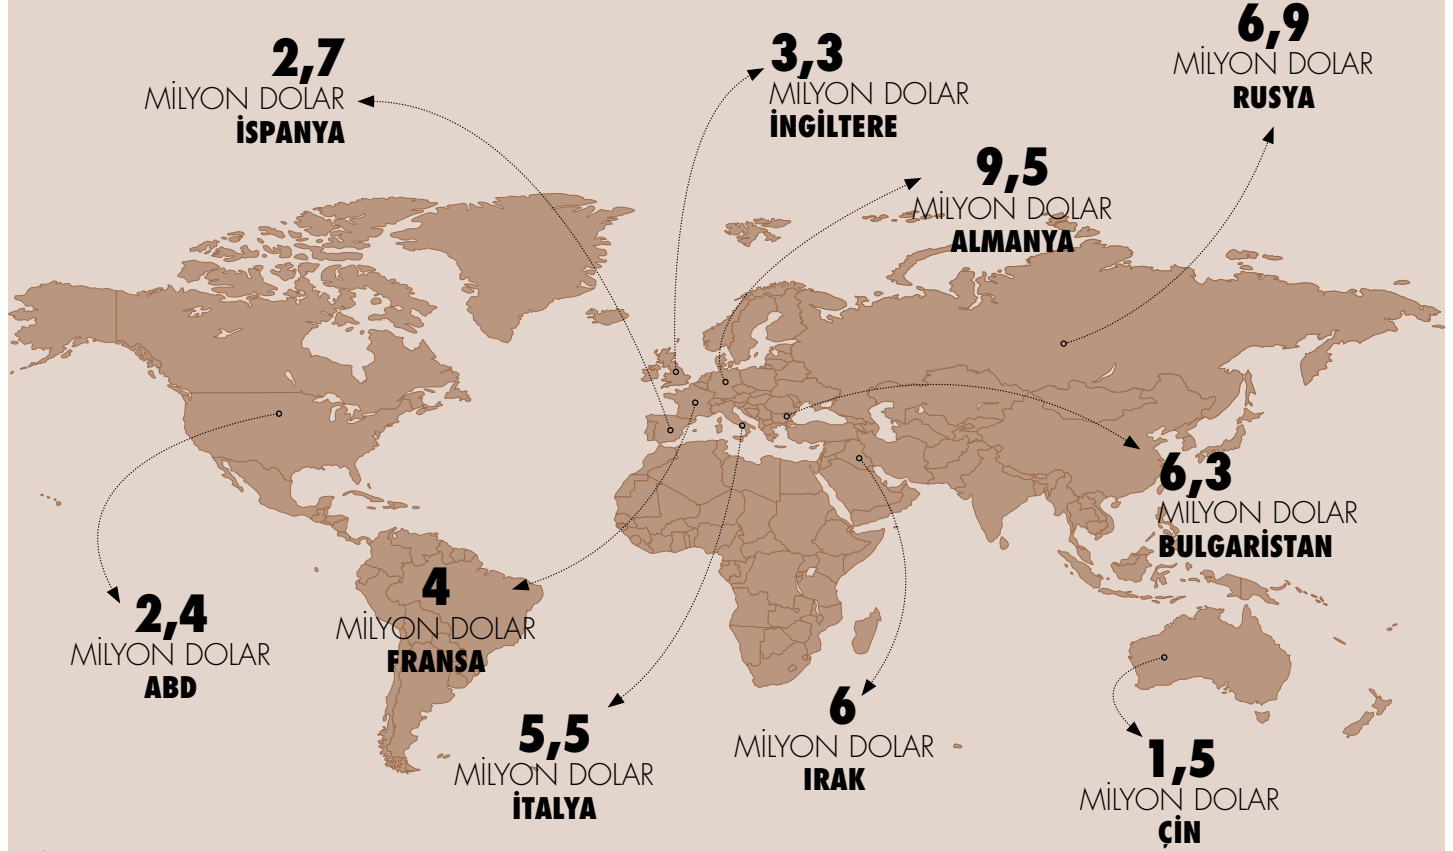 2,7
MİLYON DOLAR
İSPANYA
3,3
MİLYON DOLAR
İNGİLTERE
6,9
MİLYON DOLAR
RUSYA
9,5
MİLYON DOLAR
ALMANYA
6,3
MİLYON DOLAR
BULGARİSTAN
2,4
MİLYON DOLAR
ABD
4
MİLYON DOLAR
FRANSA
5,5
MİLYON DOLAR
İTALYA
6
MİLYON DOLAR
IRAK
1,5
MİLYON DOLAR
ÇİN